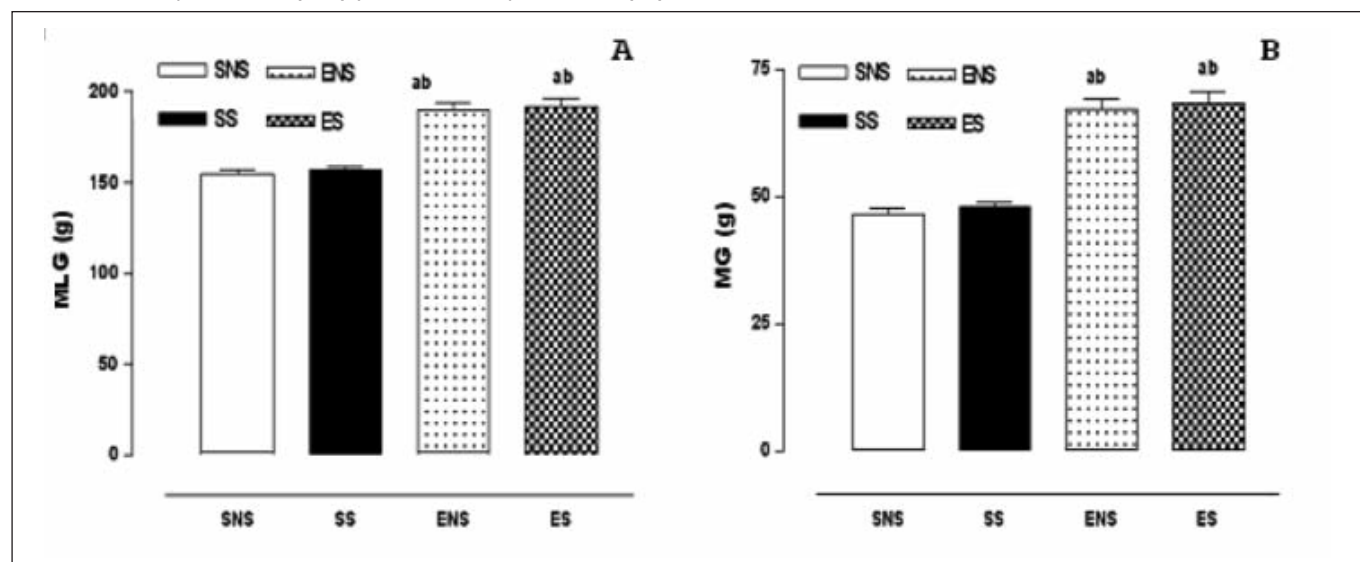 A
SNS ENS
SS ES
ab ab
200
150
100
50
0
MLG (g)
SNS SS ENS ES
B
SNS ENS
SS ES
ab ab
75
50
25
0
MG (g)
SNS SS ENS ES